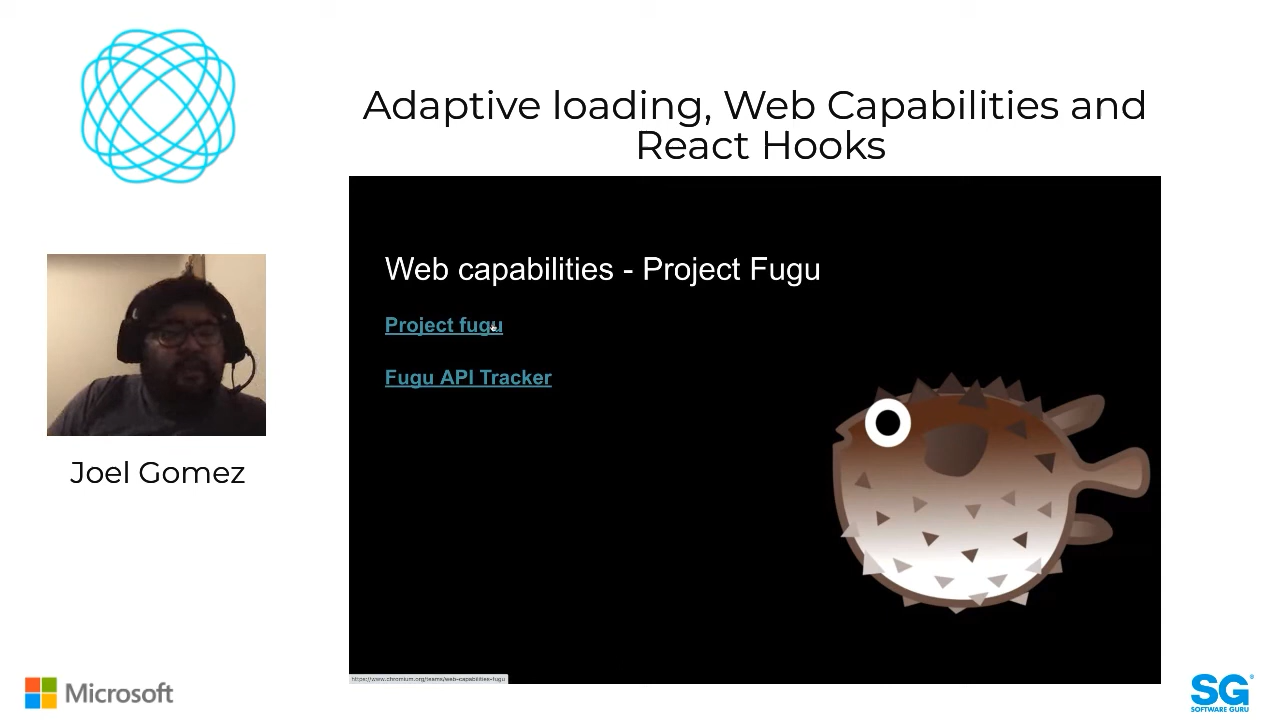 Adaptive loading, Web Capabilities and
React Hooks
Web capabilities - Project Fugu
Project fugu
Fugu API Tracker
Joel Gomez
https://www.chromium.org/teams/web-capabilities-fugu
Microsoft
SG
SOFTWARE GURU